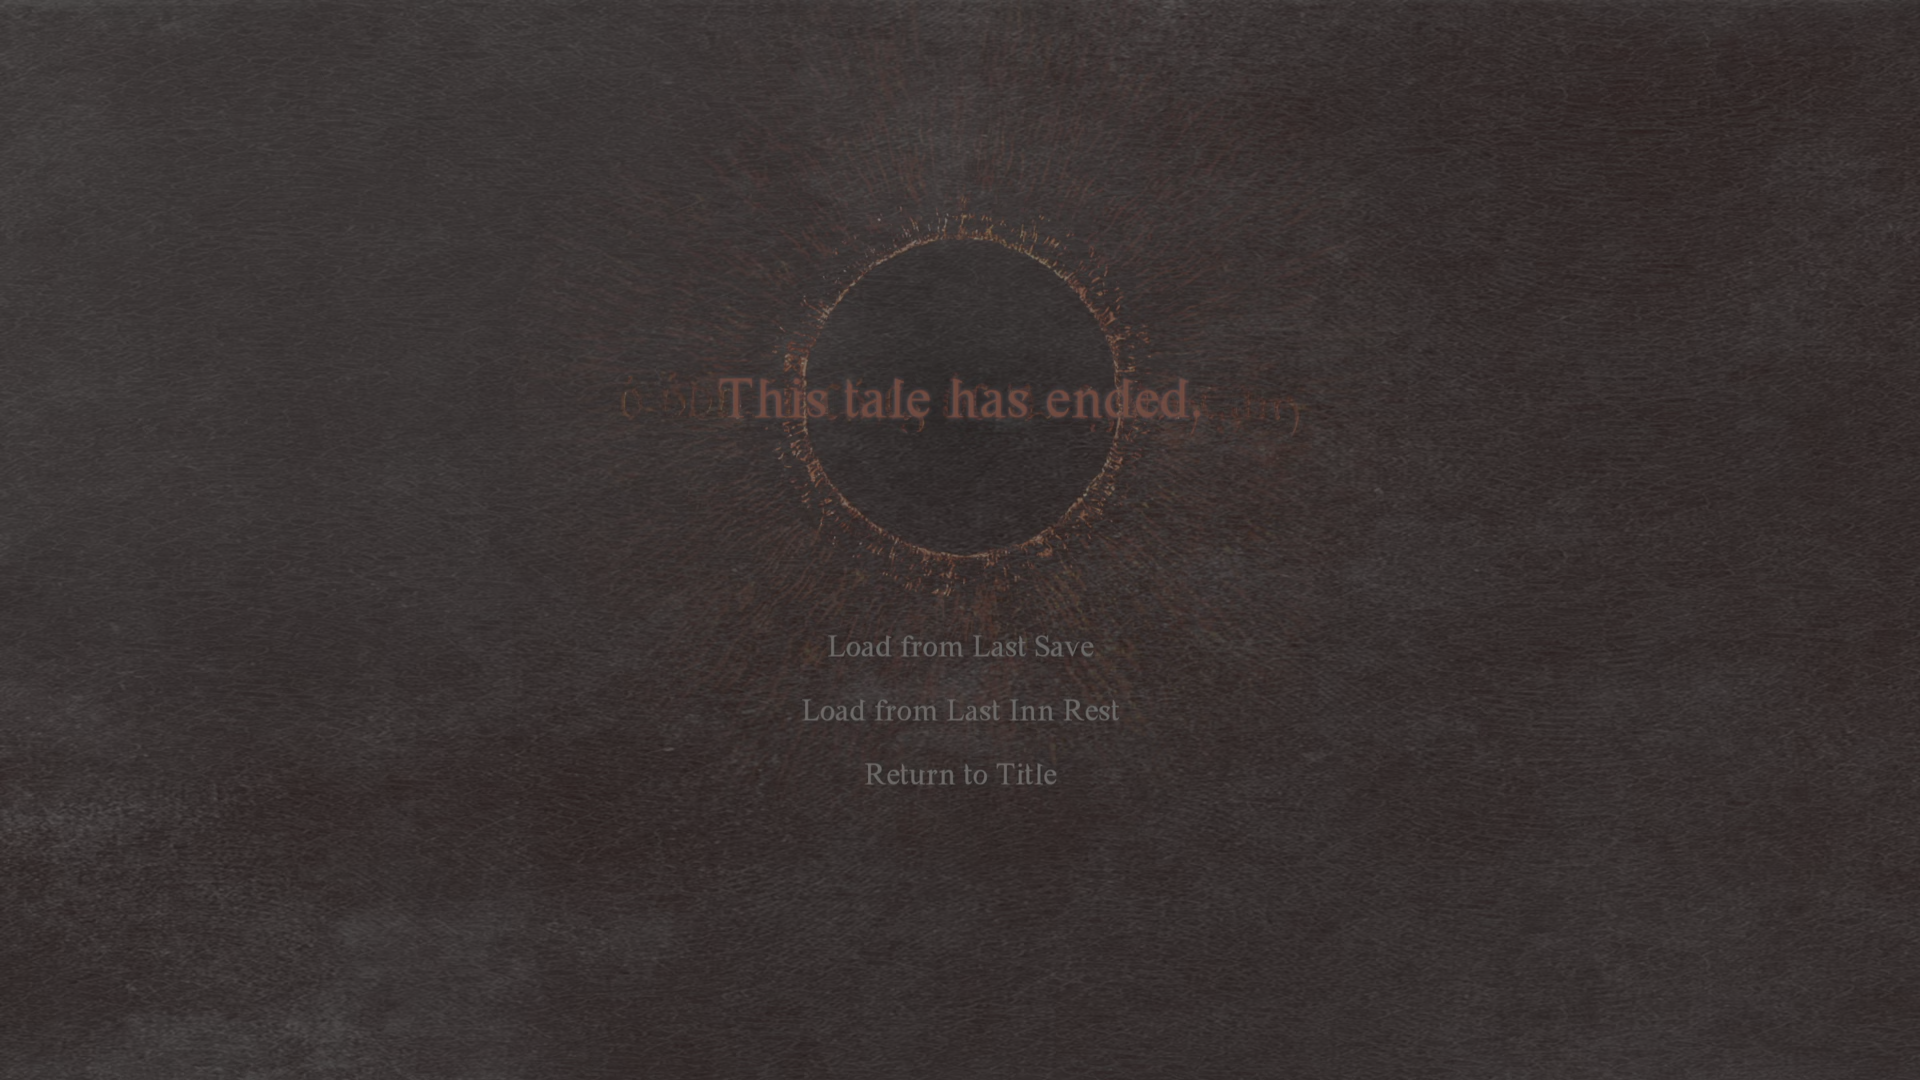 This tale has ended.
Load from Last Save
Load from Last Inn Rest
Return to Title